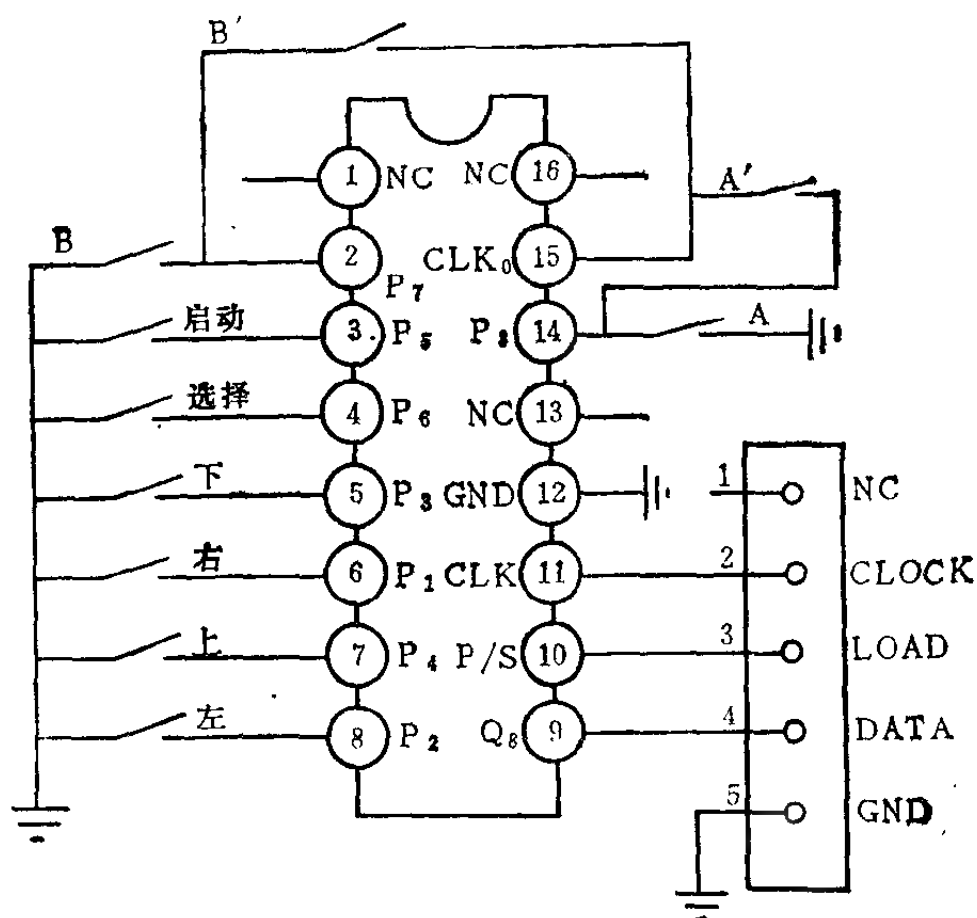 B′
1 NC NC 16
A′
B 2 P₇ CLK₀ 15
启动 3 P₅ P₈ 14 A
选择 4 P₆ NC 13
下 5 P₃ GND 12 1 NC
右 6 P₁ CLK 11 2 CLOCK
上 7 P₄ P/S 10 3 LOAD
左 8 P₂ Q₈ 9 4 DATA
5 GND